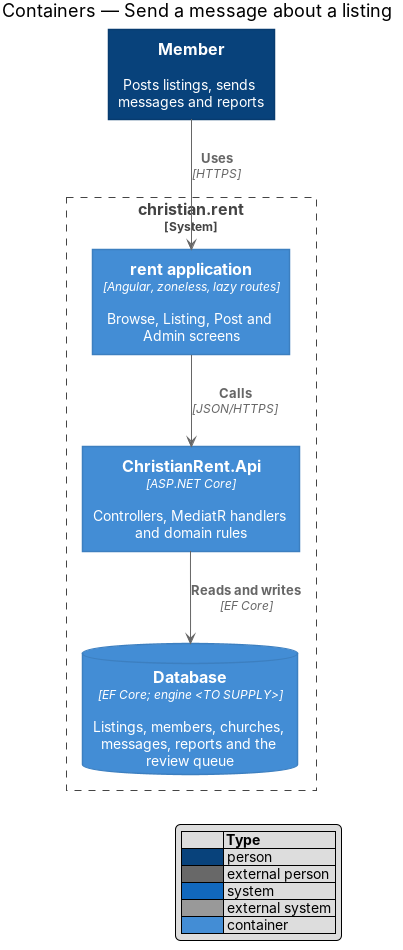 Containers — Send a message about a listing
Member
Posts listings, sends
messages and reports
Uses
[HTTPS]
christian.rent
[System]
rent application
[Angular, zoneless, lazy routes]
Browse, Listing, Post and
Admin screens
Calls
[JSON/HTTPS]
ChristianRent.Api
[ASP.NET Core]
Controllers, MediatR handlers
and domain rules
Reads and writes
[EF Core]
Database
[EF Core; engine <TO SUPPLY>]
Listings, members, churches,
messages, reports and the
review queue
Type
person
external person
system
external system
container